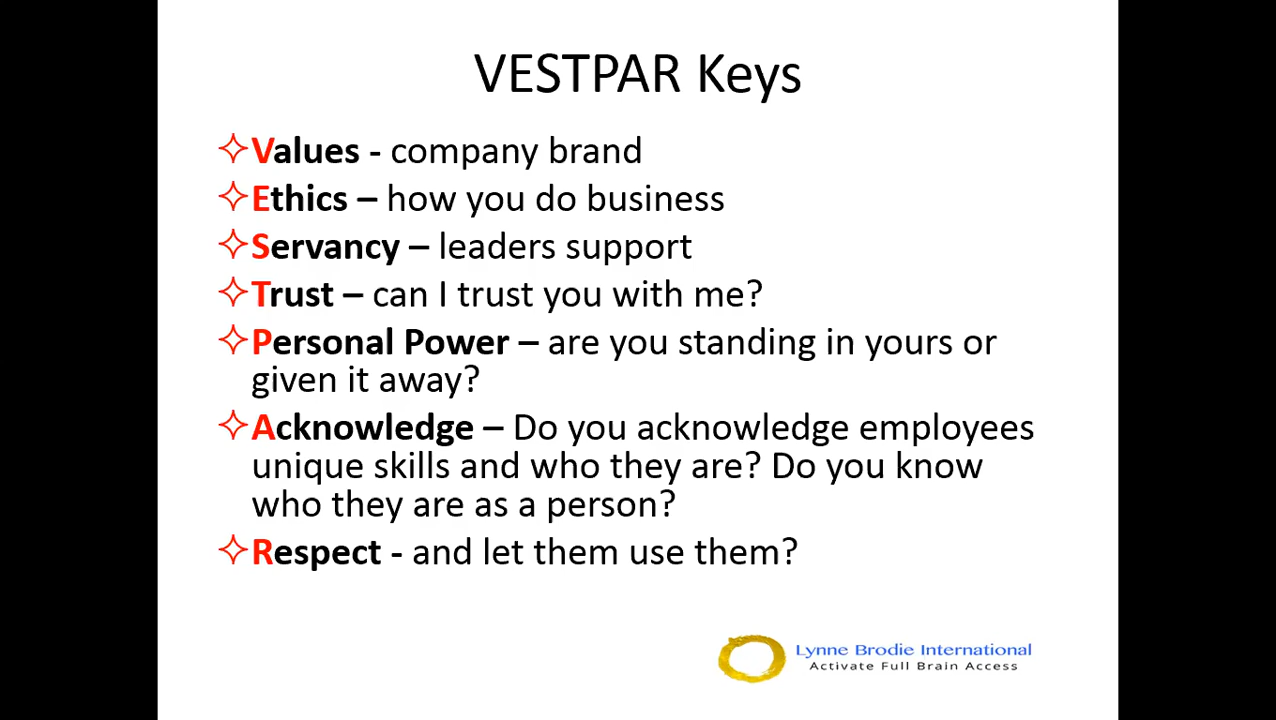 VESTPAR Keys
Values - company brand
Ethics – how you do business
Servancy – leaders support
Trust – can I trust you with me?
Personal Power – are you standing in yours or
given it away?
Acknowledge – Do you acknowledge employees
unique skills and who they are? Do you know
who they are as a person?
Respect - and let them use them?
Lynne Brodie International
Activate Full Brain Access